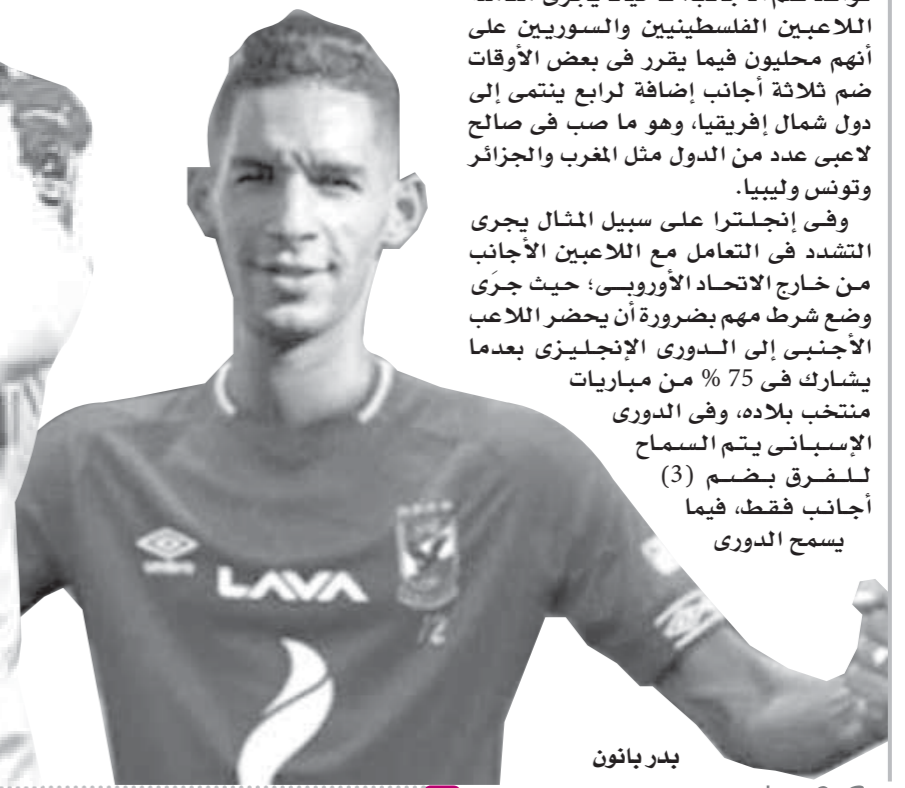 اللاعبين الفلسطينيين والسوريين على
أنهم محليون فيما يقرر فى بعض الأوقات
ضم ثلاثة أجانب إضافة لرابع ينتمى إلى
دول شمال إفريقيا، وهو ما صب فى صالح
لاعبى عدد من الدول مثل المغرب والجزائر
وتونس وليبيا.
وفى إنجلترا على سبيل المثال يجرى
التشدد فى التعامل مع اللاعبين الأجانب
من خارج الاتحاد الأوروبى؛ حيث جرَى
وضع شرط مهم بضرورة أن يحضر اللاعب
الأجنبى إلى الدورى الإنجليزى بعدما
يشارك فى 75 % من مباريات
منتخب بلاده، وفى الدورى
الإسبانى يتم السماح
للفرق بضم (3)
أجانب فقط، فيما
يسمح الدورى
LAVA
بدر بانون